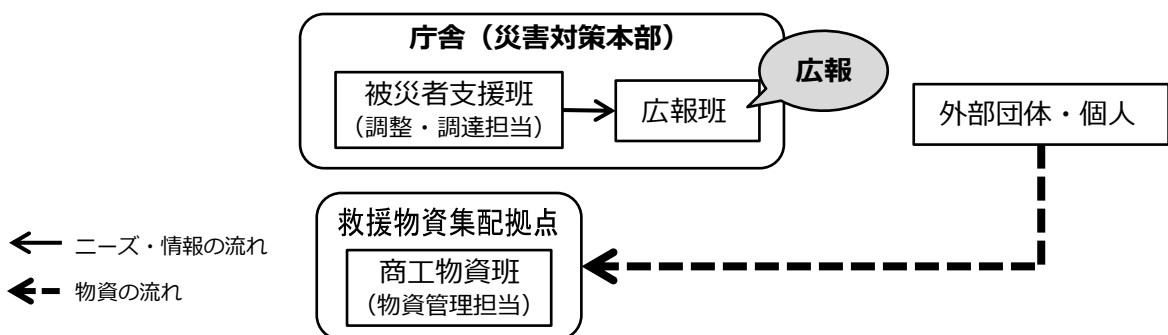 庁舎（災害対策本部）
広報
被災者支援班
（調整・調達担当）
広報班
外部団体・個人
救援物資集配拠点
商工物資班
（物資管理担当）
ニーズ・情報の流れ
物資の流れ